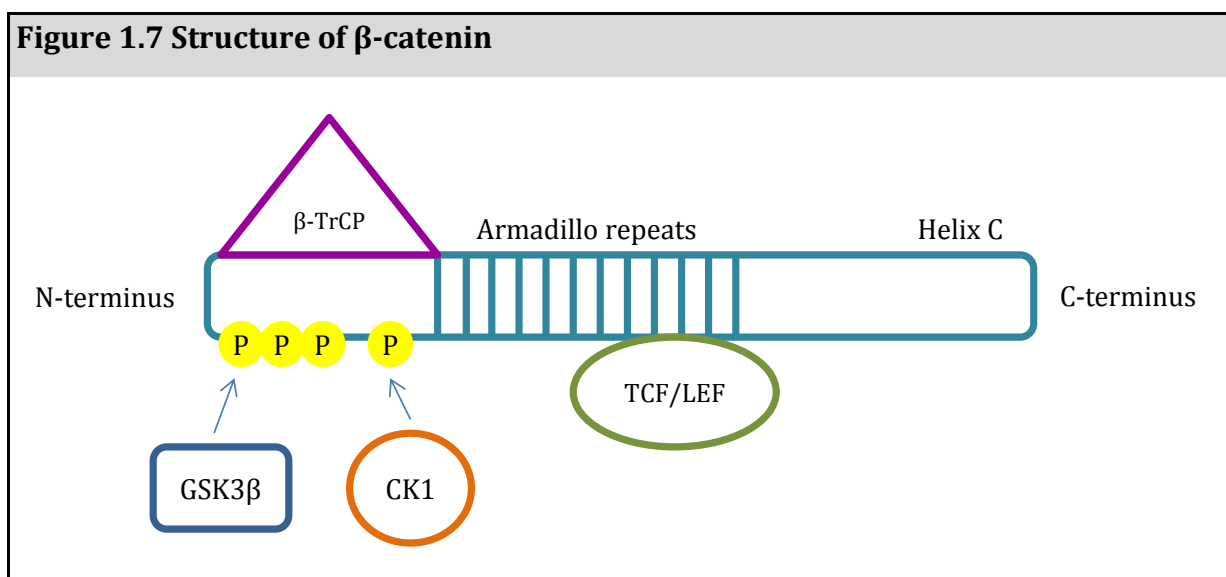 Figure 1.7 Structure of β-catenin
β-TrCP
Armadillo repeats
Helix C
N-terminus
C-terminus
P P P P
TCF/LEF
GSK3β
CK1